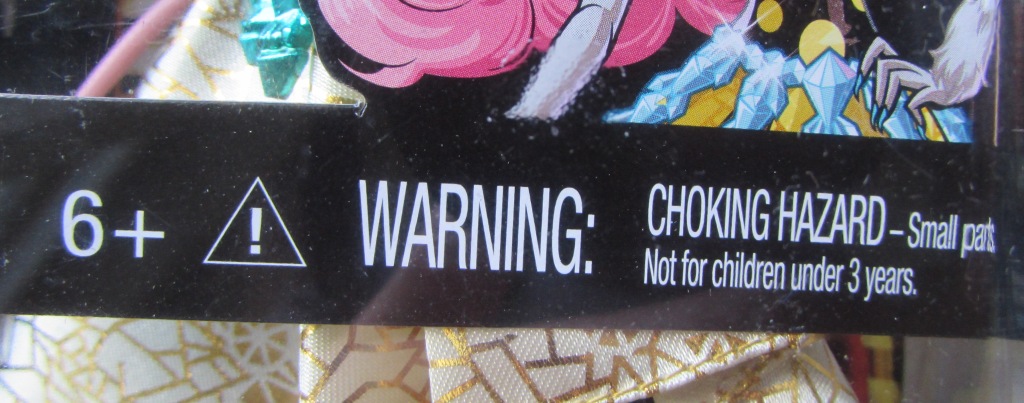 6+ ! WARNING: CHOKING HAZARD – Small parts
Not for children under 3 years.